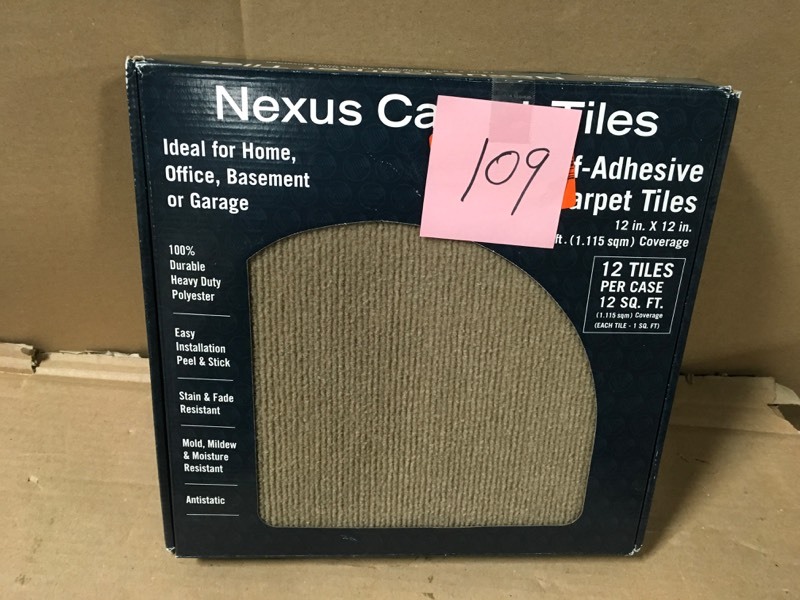 Nexus Ca Tiles
109
Ideal for Home,
Office, Basement
or Garage
f-Adhesive
arpet Tiles
12 in. X 12 in.
ft. (1.115 sqm) Coverage
12 TILES
PER CASE
12 SQ. FT.
(1.115 sqm) Coverage
(EACH TILE - 1 SQ. FT)
100%
Durable
Heavy Duty
Polyester
Easy
Installation
Peel & Stick
Stain & Fade
Resistant
Mold, Mildew
& Moisture
Resistant
Antistatic